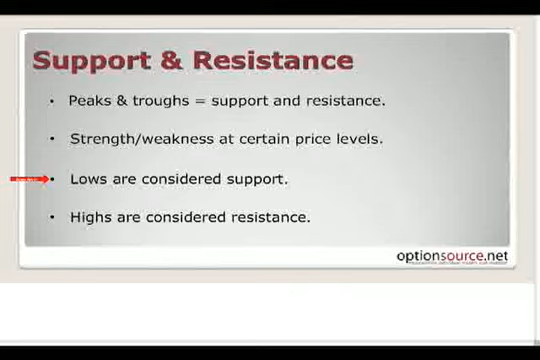 Support & Resistance
• Peaks & troughs = support and resistance.
• Strength/weakness at certain price levels.
• Lows are considered support.
• Highs are considered resistance.
optionsource.net